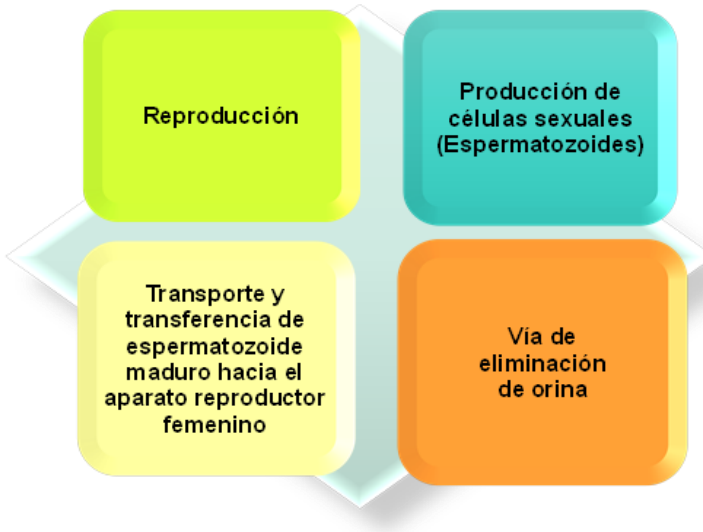 Reproducción
Producción de
células sexuales
(Espermatozoides)
Transporte y
transferencia de
espermatozoide
maduro hacia el
aparato reproductor
femenino
Vía de
eliminación
de orina